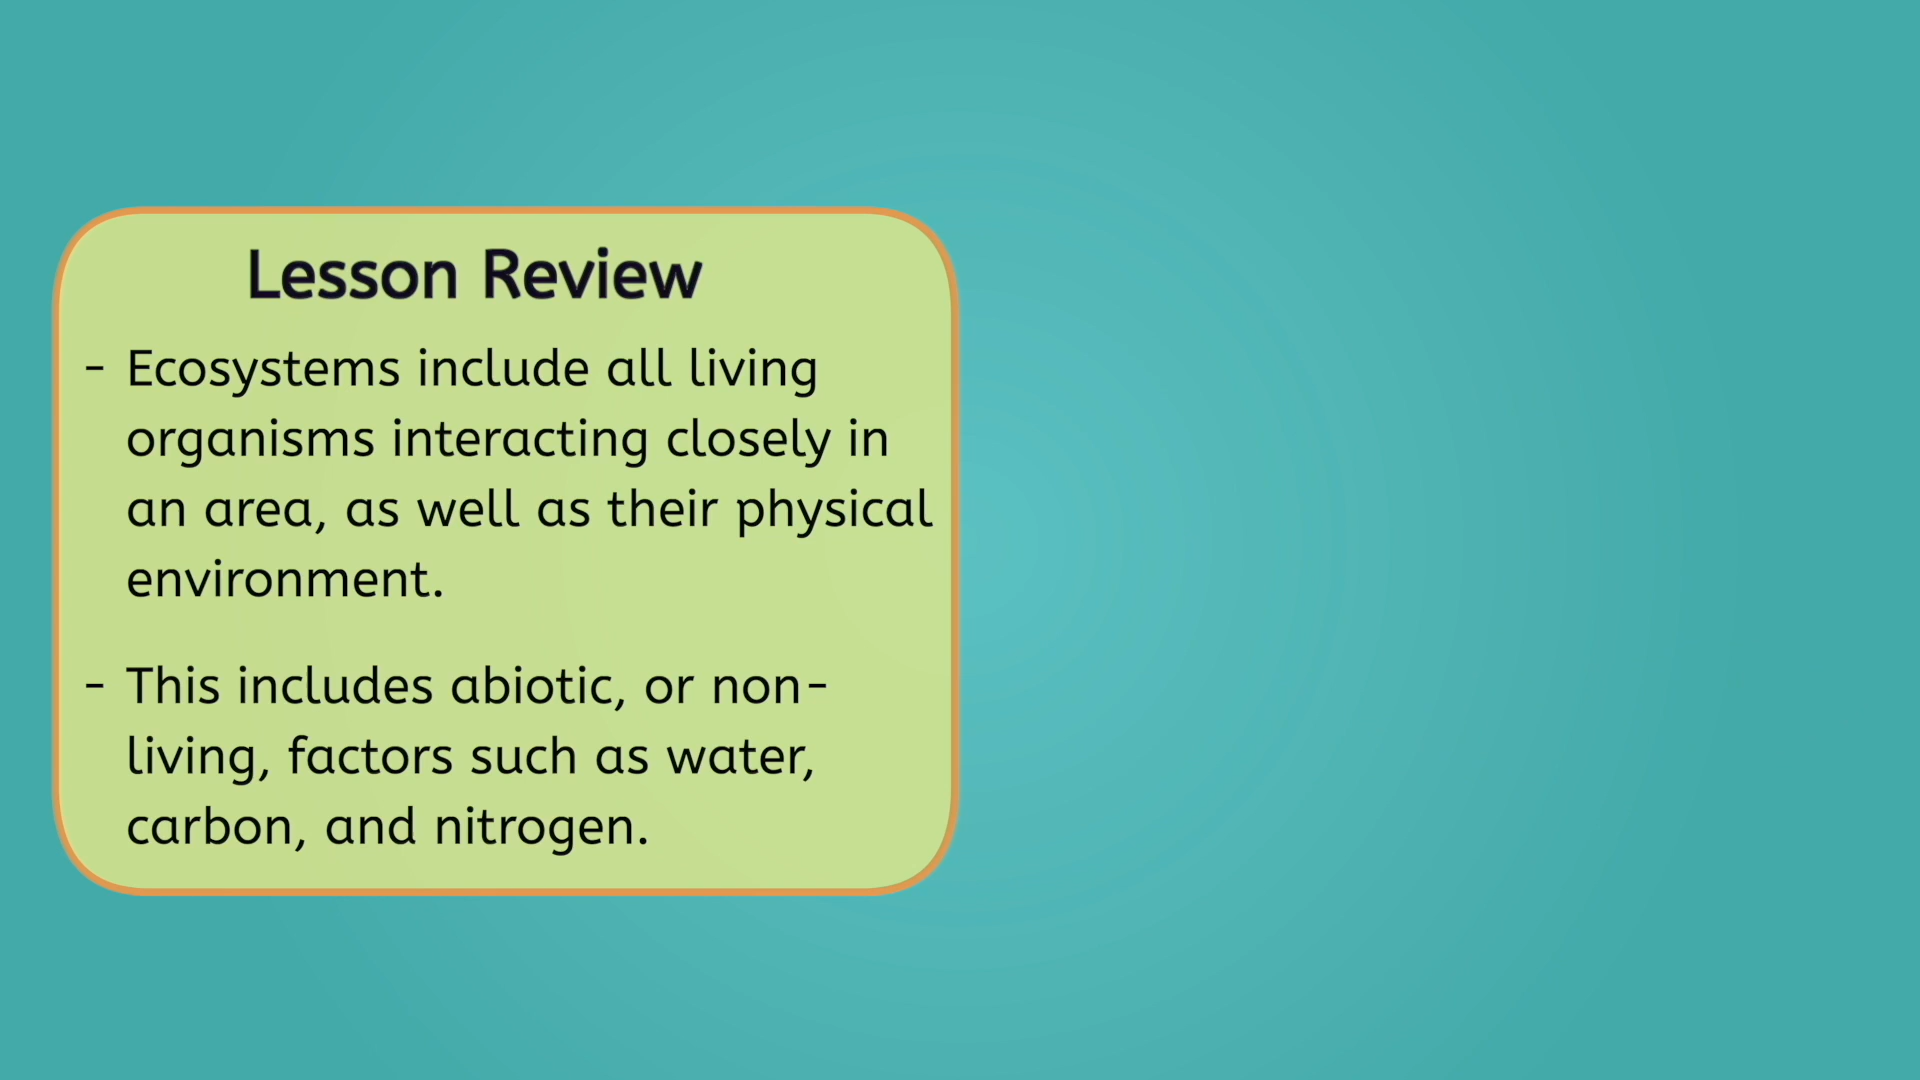 Lesson Review
- Ecosystems include all living
organisms interacting closely in
an area, as well as their physical
environment.
- This includes abiotic, or non-
living, factors such as water,
carbon, and nitrogen.